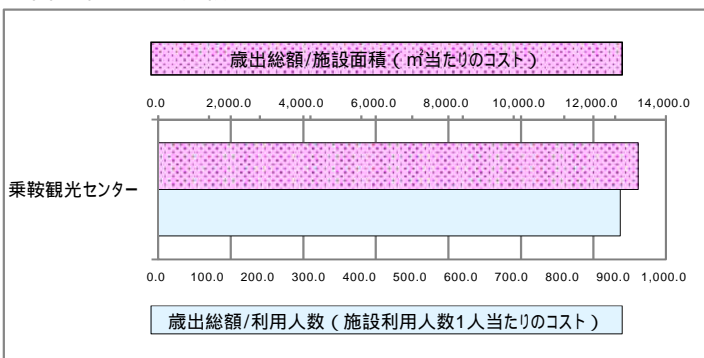 歳出総額/施設面積（㎡当たりのコスト）
0.0 2,000.0 4,000.0 6,000.0 8,000.0 10,000.0 12,000.0 14,000.0
乗鞍観光センター
0.0 100.0 200.0 300.0 400.0 500.0 600.0 700.0 800.0 900.0 1,000.0
歳出総額/利用人数（施設利用人数1人当たりのコスト）